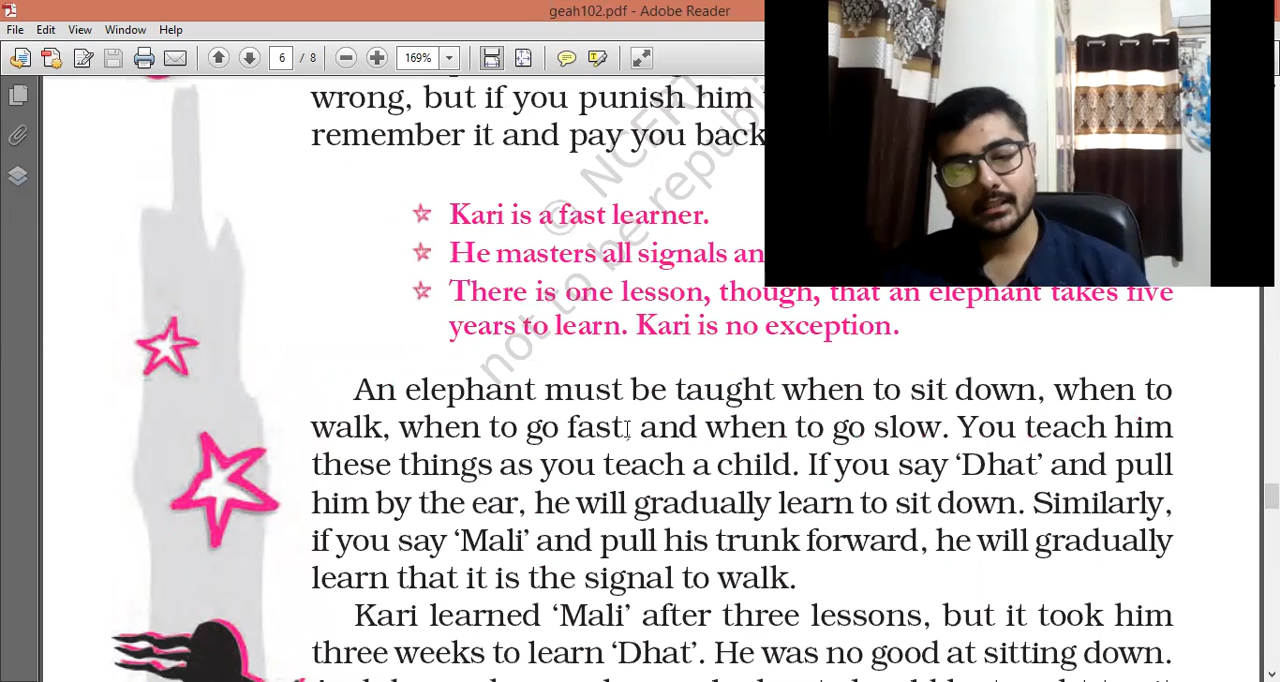 geah102.pdf - Adobe Reader
File Edit View Window Help
6 / 8 169%
wrong, but if you punish him
remember it and pay you back
© NCERT
not to be republi
Kari is a fast learner.
He masters all signals an
There is one lesson, though, that an elephant takes five
years to learn. Kari is no exception.
An elephant must be taught when to sit down, when to
walk, when to go fast, and when to go slow. You teach him
these things as you teach a child. If you say ‘Dhat’ and pull
him by the ear, he will gradually learn to sit down. Similarly,
if you say ‘Mali’ and pull his trunk forward, he will gradually
learn that it is the signal to walk.
Kari learned ‘Mali’ after three lessons, but it took him
three weeks to learn ‘Dhat’. He was no good at sitting down.